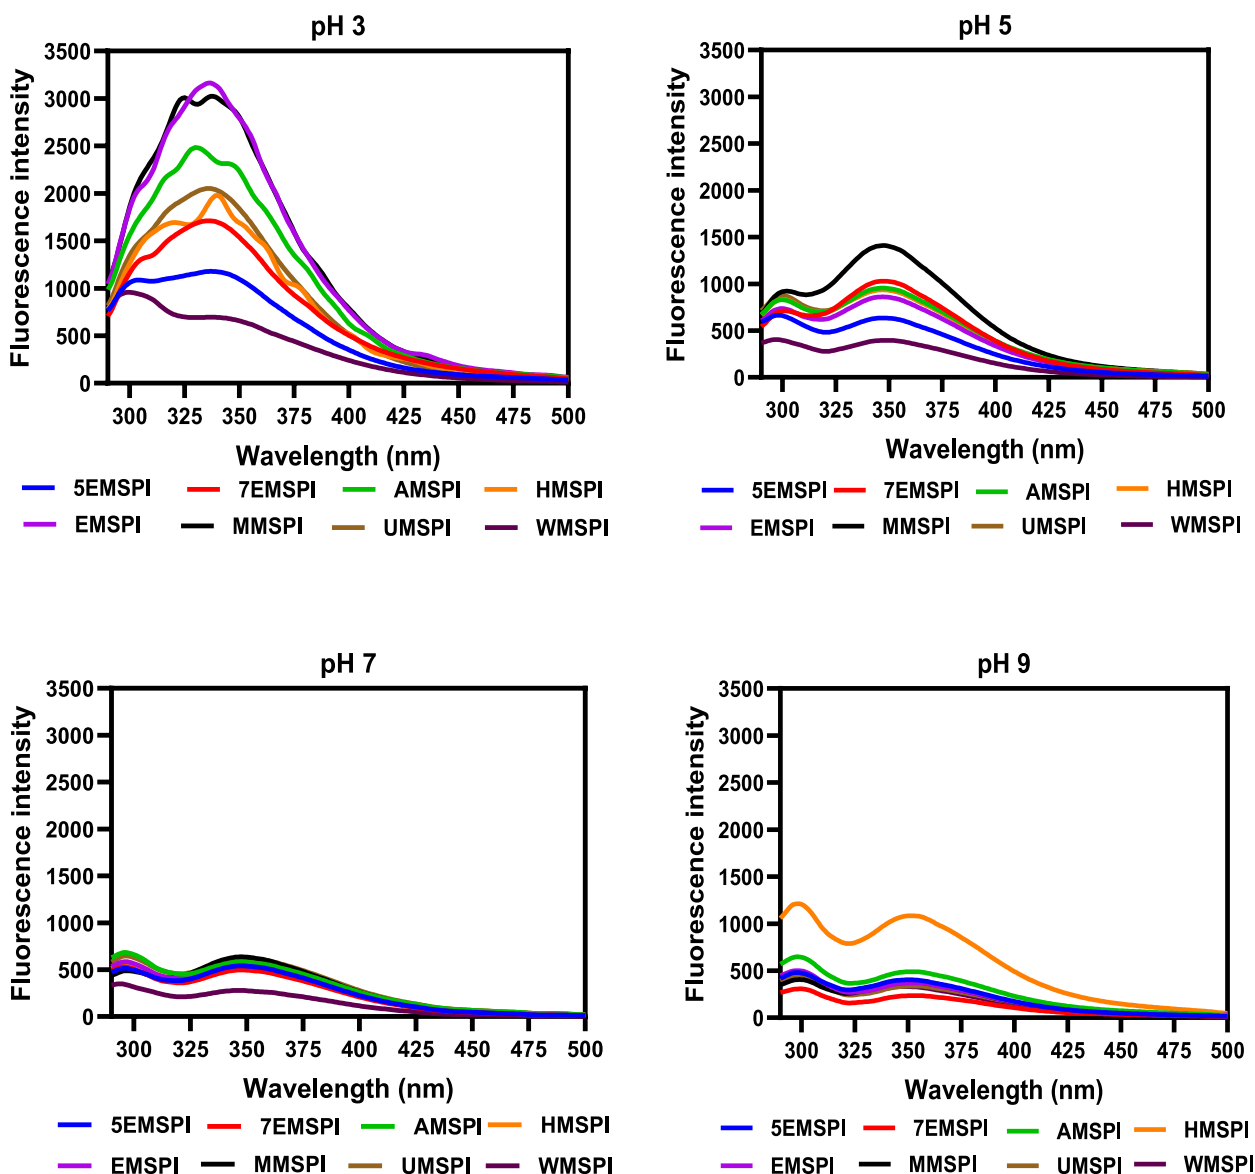 pH 3
Fluorescence intensity
3500
3000
2500
2000
1500
1000
500
0
300 325 350 375 400 425 450 475 500
Wavelength (nm)
5EMSPI 7EMSPI AMSPI HMSPI
EMSPI MMSPI UMSPI WMSPI
pH 5
Fluorescence intensity
3500
3000
2500
2000
1500
1000
500
0
300 325 350 375 400 425 450 475 500
Wavelength (nm)
5EMSPI 7EMSPI AMSPI HMSPI
EMSPI MMSPI UMSPI WMSPI
pH 7
Fluorescence intensity
3500
3000
2500
2000
1500
1000
500
0
300 325 350 375 400 425 450 475 500
Wavelength (nm)
5EMSPI 7EMSPI AMSPI HMSPI
EMSPI MMSPI UMSPI WMSPI
pH 9
Fluorescence intensity
3500
3000
2500
2000
1500
1000
500
0
300 325 350 375 400 425 450 475 500
Wavelength (nm)
5EMSPI 7EMSPI AMSPI HMSPI
EMSPI MMSPI UMSPI WMSPI